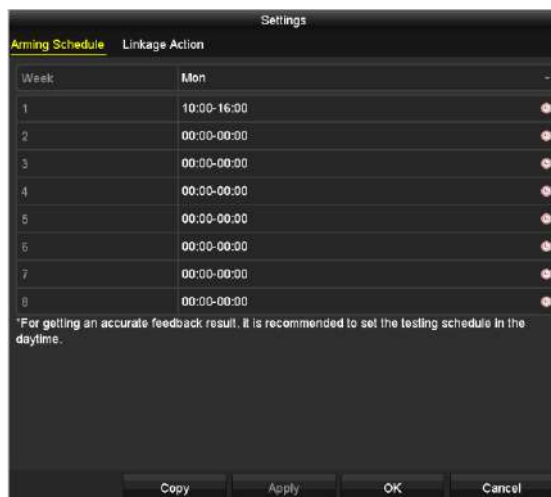 Settings
Arming Schedule Linkage Action
Week Mon
1 10:00-16:00
2 00:00-00:00
3 00:00-00:00
4 00:00-00:00
5 00:00-00:00
6 00:00-00:00
7 00:00-00:00
8 00:00-00:00
*For getting an accurate feedback result, it is recommended to set the testing schedule in the
daytime.
Copy Apply OK Cancel